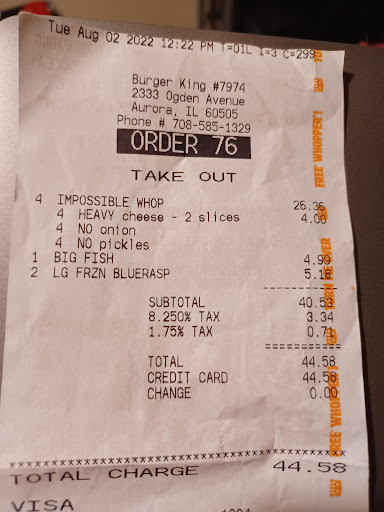 Tue Aug 02 2022 12:22 PM T=01L I=3 C=299
Burger King #7974
2333 Ogden Avenue
Aurora, IL 60505
Phone # 708-585-1329
ORDER 76
TAKE OUT
4 IMPOSSIBLE WHOP 26.36
4 HEAVY cheese - 2 slices 4.00
4 NO onion
4 NO pickles
1 BIG FISH 4.99
2 LG FRZN BLUERASP 5.18
SUBTOTAL 40.53
8.250% TAX 3.34
1.75% TAX 0.71
TOTAL 44.58
CREDIT CARD 44.58
CHANGE 0.00
TOTAL CHARGE 44.58
VISA
FREE WHOPPER!
FREE WHOPPER!